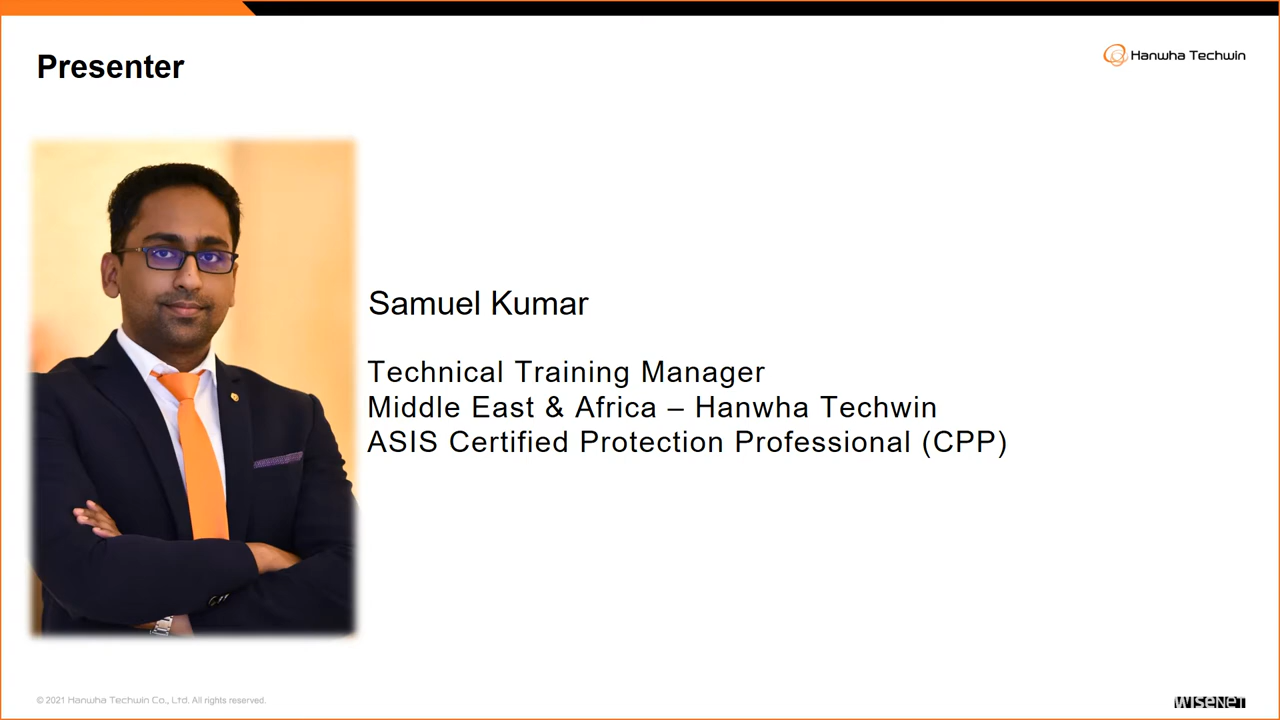 Presenter
Hanwha Techwin
Samuel Kumar
Technical Training Manager
Middle East & Africa – Hanwha Techwin
ASIS Certified Protection Professional (CPP)
© 2021 Hanwha Techwin Co., Ltd. All rights reserved.
WISENET